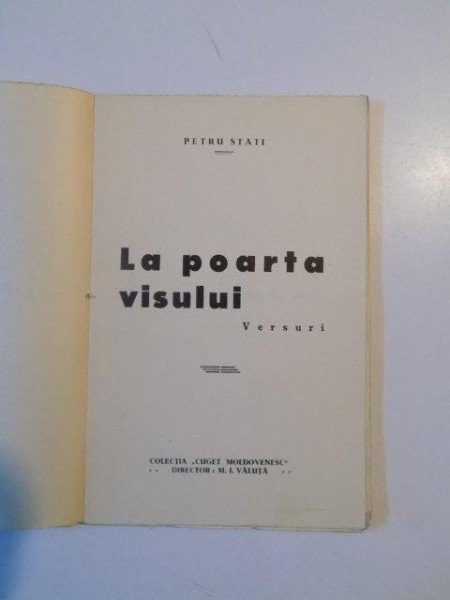 PETRU STATI
La poarta
visului
Versuri
COLECȚIA „CUGET MOLDOVENESC"
DIRECTOR: M. I. VĂLUȚĂ